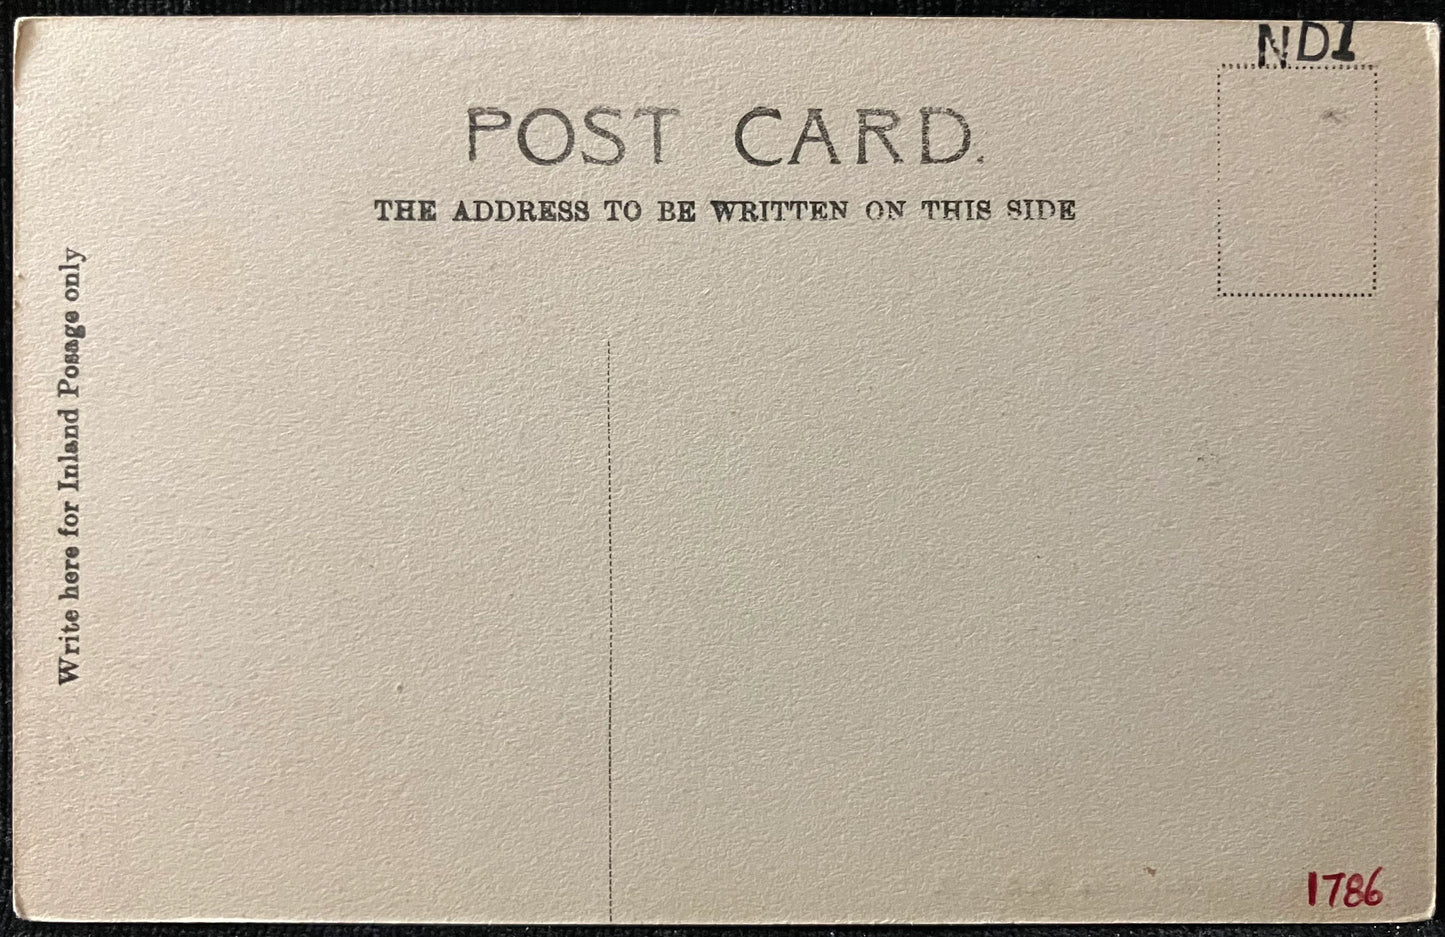 ND1
POST CARD.
THE ADDRESS TO BE WRITTEN ON THIS SIDE
Write here for Inland Posage only
1786